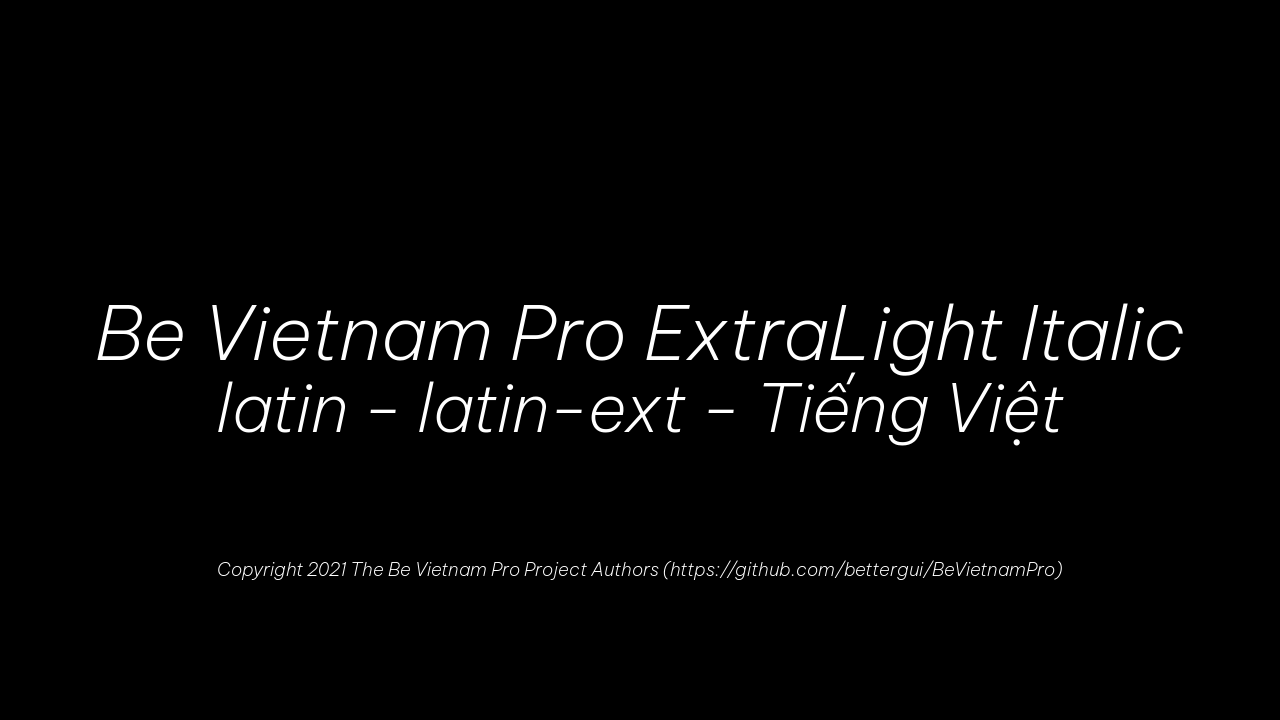 Be Vietnam Pro ExtraLight Italic
latin - latin-ext - Tiếng Việt
Copyright 2021 The Be Vietnam Pro Project Authors (https://github.com/bettergui/BeVietnamPro)